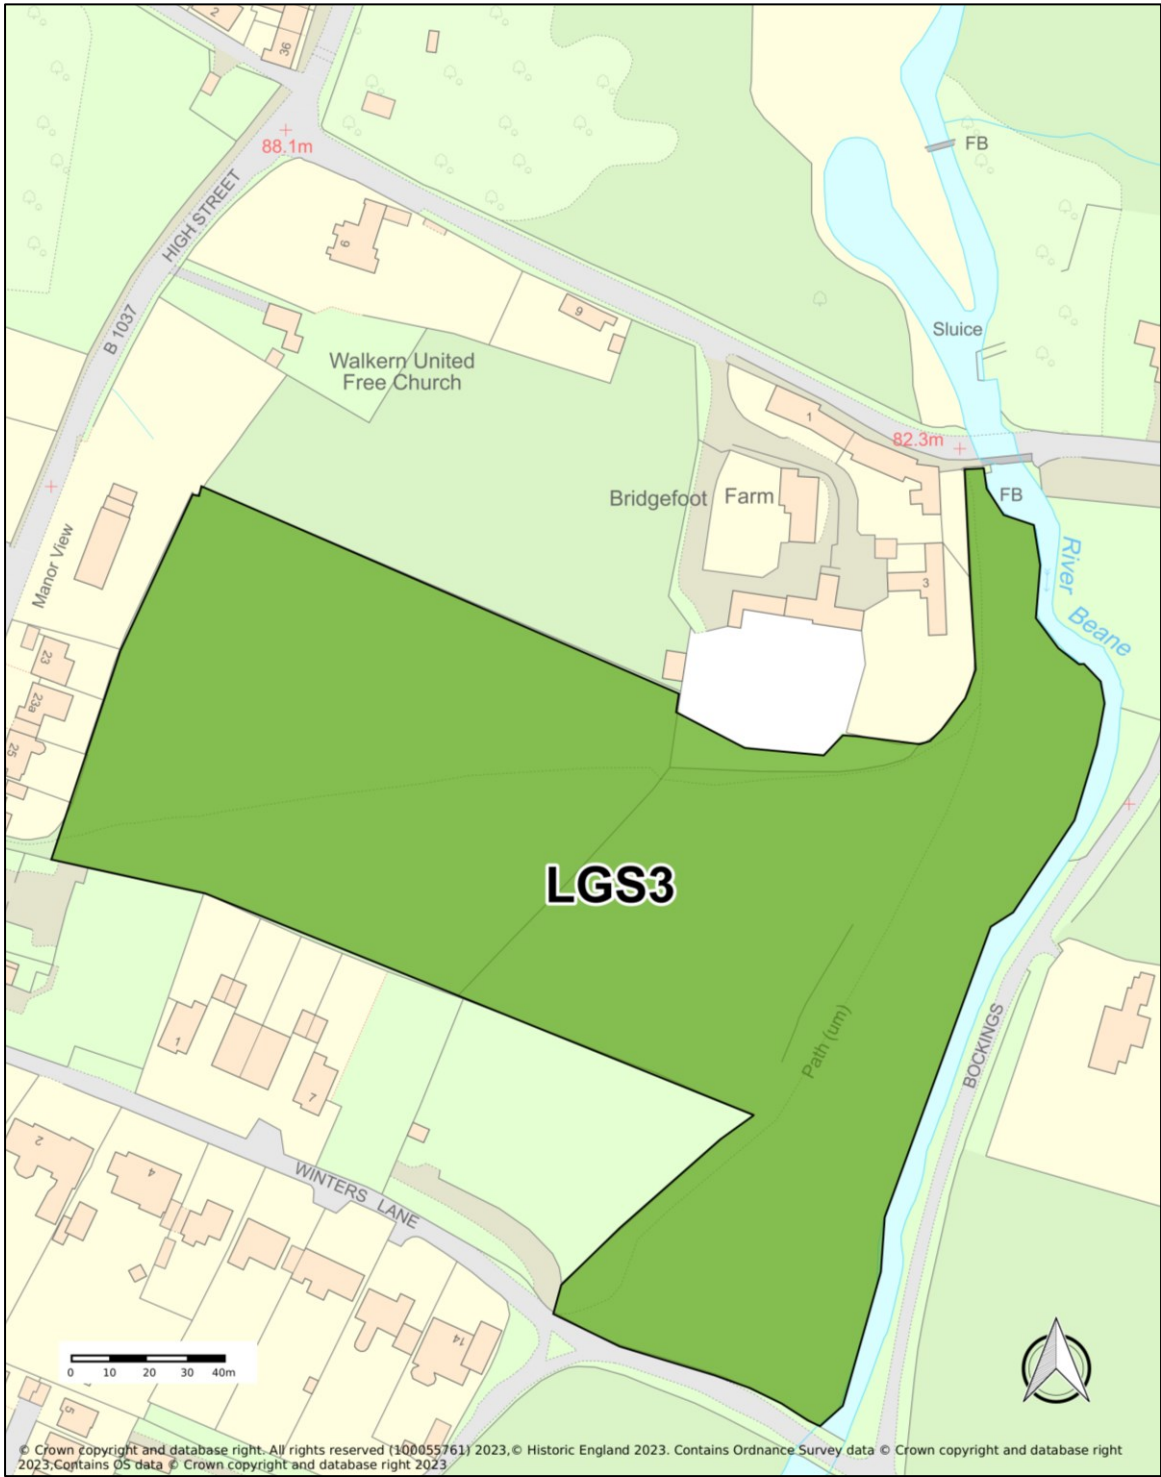 2
36
88.1m
HIGH STREET
B 1037
9
9
FB
Sluice
Walkern United
Free Church
1
82.3m
Bridgefoot Farm
FB
River Beane
3
Manor View
23
23a
25
LGS3
Path (um)
BOCKINGS
1
7
2
4
WINTERS LANE
14
5
0 10 20 30 40m
© Crown copyright and database right. All rights reserved (100055761) 2023,© Historic England 2023. Contains Ordnance Survey data © Crown copyright and database right
2023,Contains OS data © Crown copyright and database right 2023